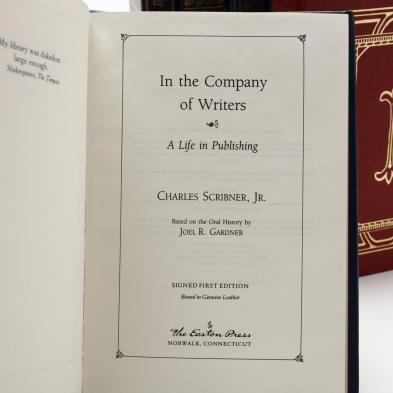 My library was dukedom
large enough.
Shakespeare, The Tempest
In the Company
of Writers
A Life in Publishing
CHARLES SCRIBNER, JR.
Based on the Oral History by
JOEL R. GARDNER
SIGNED FIRST EDITION
Bound in Genuine Leather
The Easton Press
NORWALK, CONNECTICUT